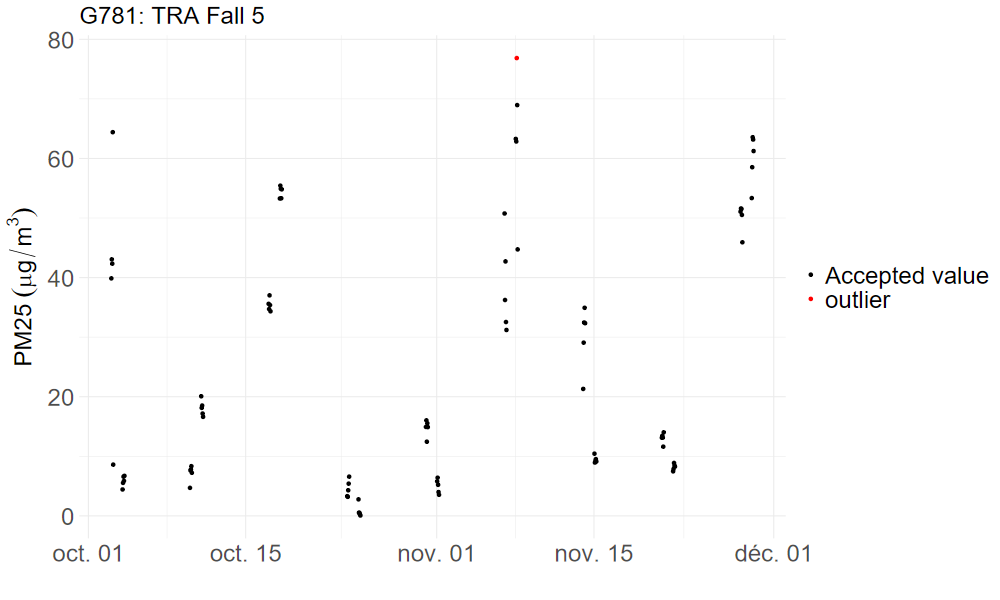 G781: TRA Fall 5
80
60
40
20
0
PM25 (μg/m³)
oct. 01 oct. 15 nov. 01 nov. 15 déc. 01
Accepted value
outlier